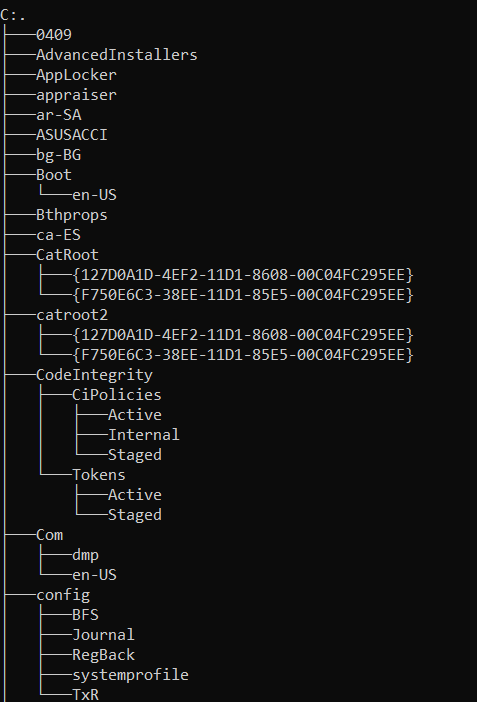 C:.
├───0409
├───AdvancedInstallers
├───AppLocker
├───appraiser
├───ar-SA
├───ASUSACCI
├───bg-BG
├───Boot
│   └───en-US
├───Bthprops
├───ca-ES
├───CatRoot
│   ├───{127D0A1D-4EF2-11D1-8608-00C04FC295EE}
│   └───{F750E6C3-38EE-11D1-85E5-00C04FC295EE}
├───catroot2
│   ├───{127D0A1D-4EF2-11D1-8608-00C04FC295EE}
│   └───{F750E6C3-38EE-11D1-85E5-00C04FC295EE}
├───CodeIntegrity
│   ├───CiPolicies
│   │   ├───Active
│   │   ├───Internal
│   │   └───Staged
│   └───Tokens
│       ├───Active
│       └───Staged
├───Com
│   ├───dmp
│   └───en-US
├───config
│   ├───BFS
│   ├───Journal
│   ├───RegBack
│   ├───systemprofile
│   └───TxR